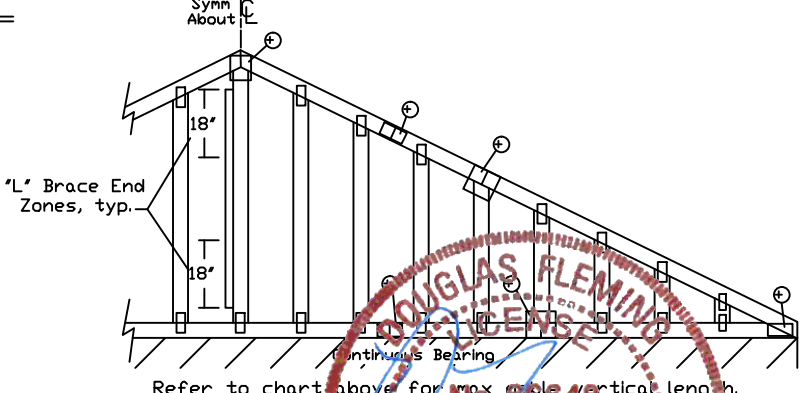 Symm
About ℄
18"
"L" Brace End
Zones, typ.
18"
DOUGLAS FLEMING
LICENSE
Continuous Bearing
Refer to chart above for max gable vertical length.